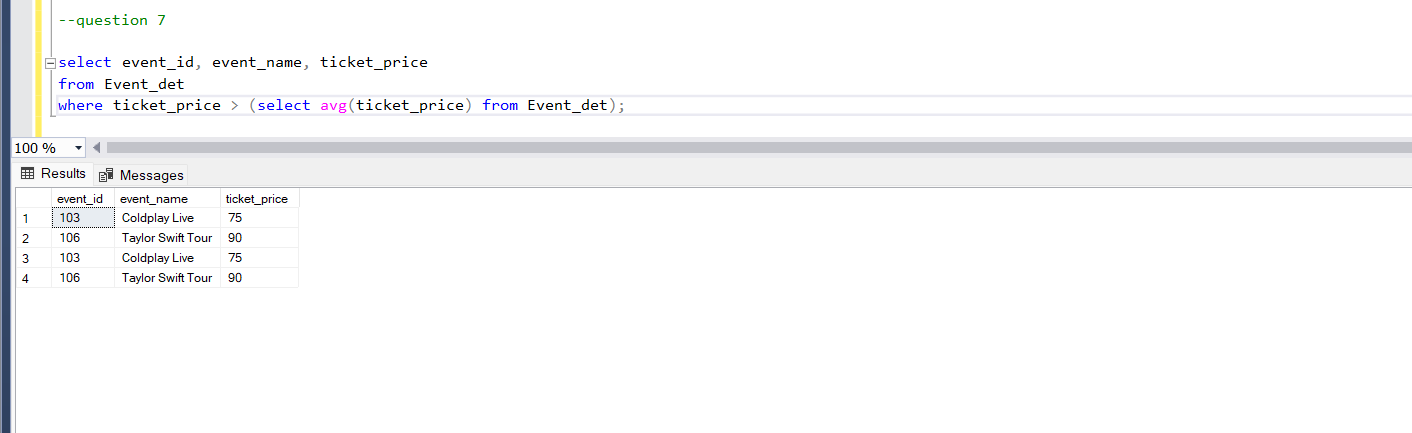 --question 7
select event_id, event_name, ticket_price
from Event_det
where ticket_price > (select avg(ticket_price) from Event_det);
100 %
Results Messages
event_id event_name ticket_price
1 103 Coldplay Live 75
2 106 Taylor Swift Tour 90
3 103 Coldplay Live 75
4 106 Taylor Swift Tour 90